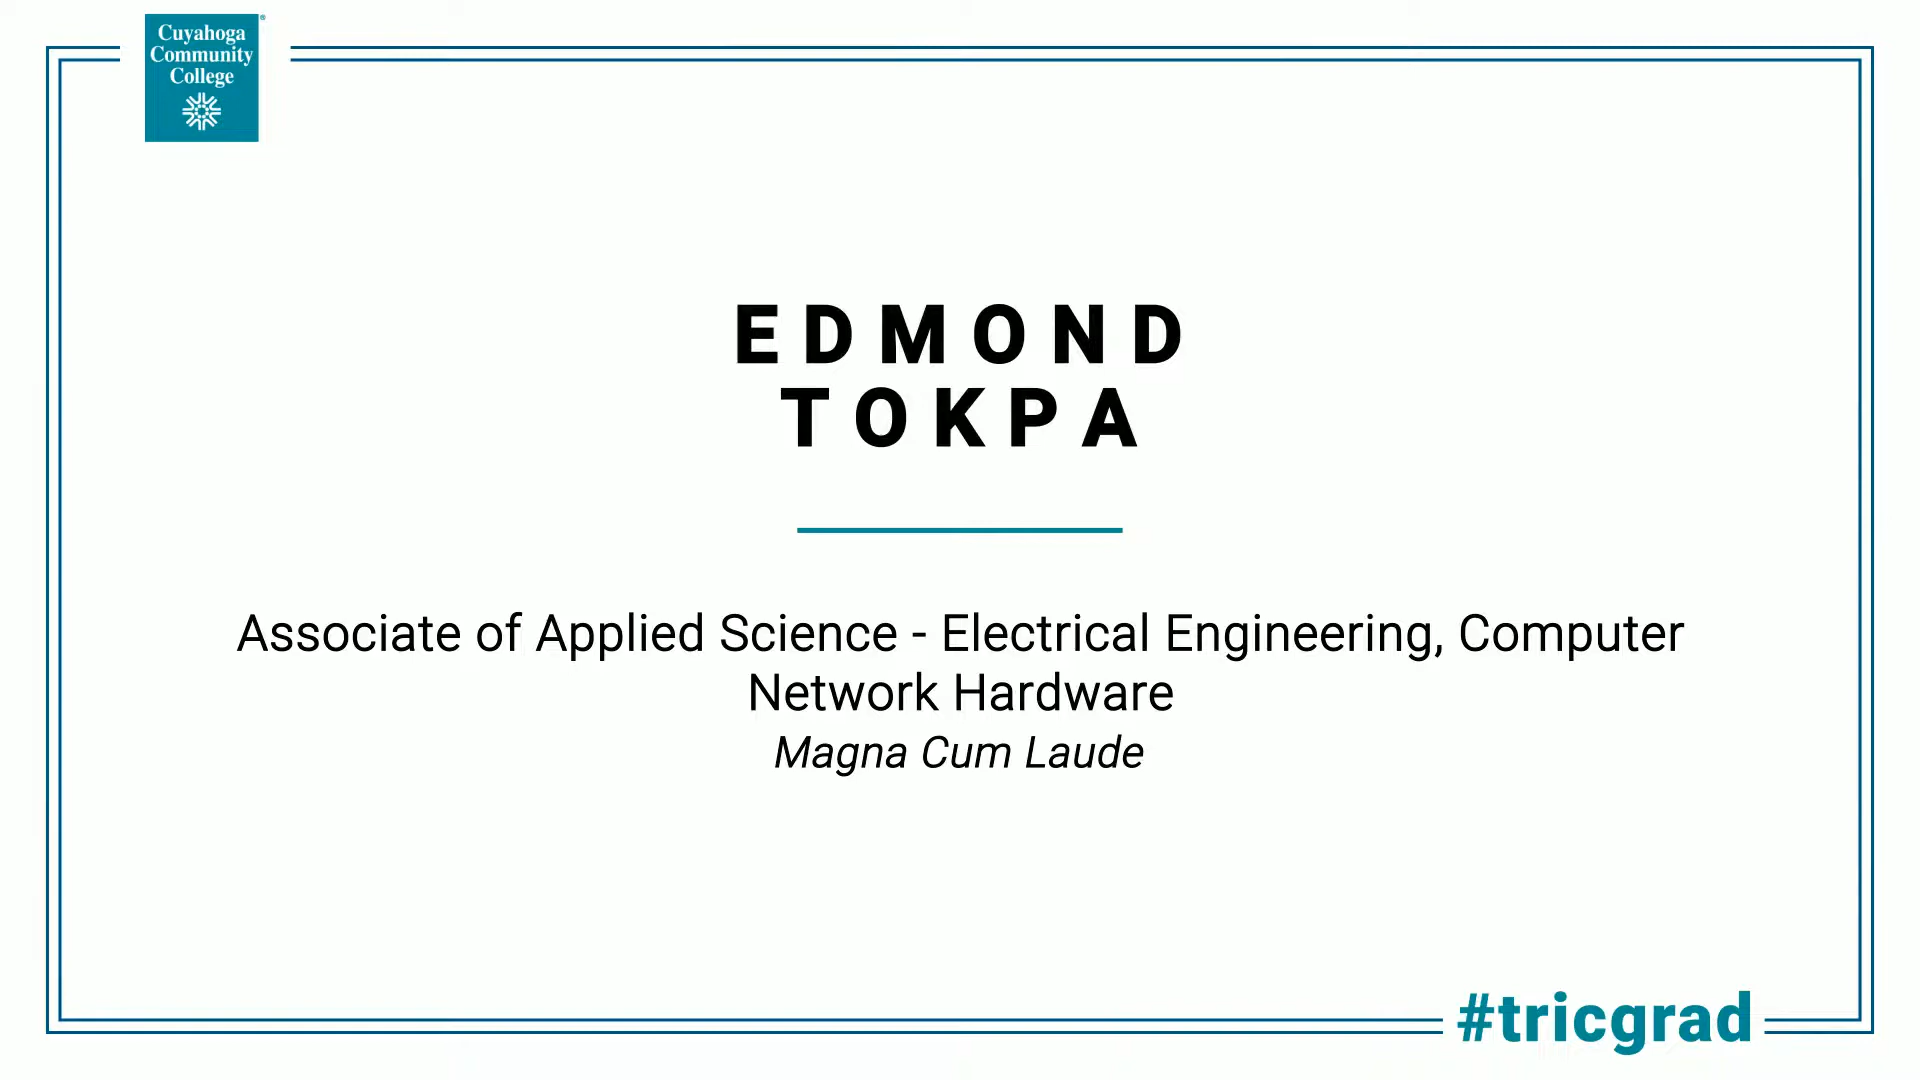 Cuyahoga
Community
College
EDMOND
TOKPA
Associate of Applied Science - Electrical Engineering, Computer
Network Hardware
Magna Cum Laude
#tricgrad